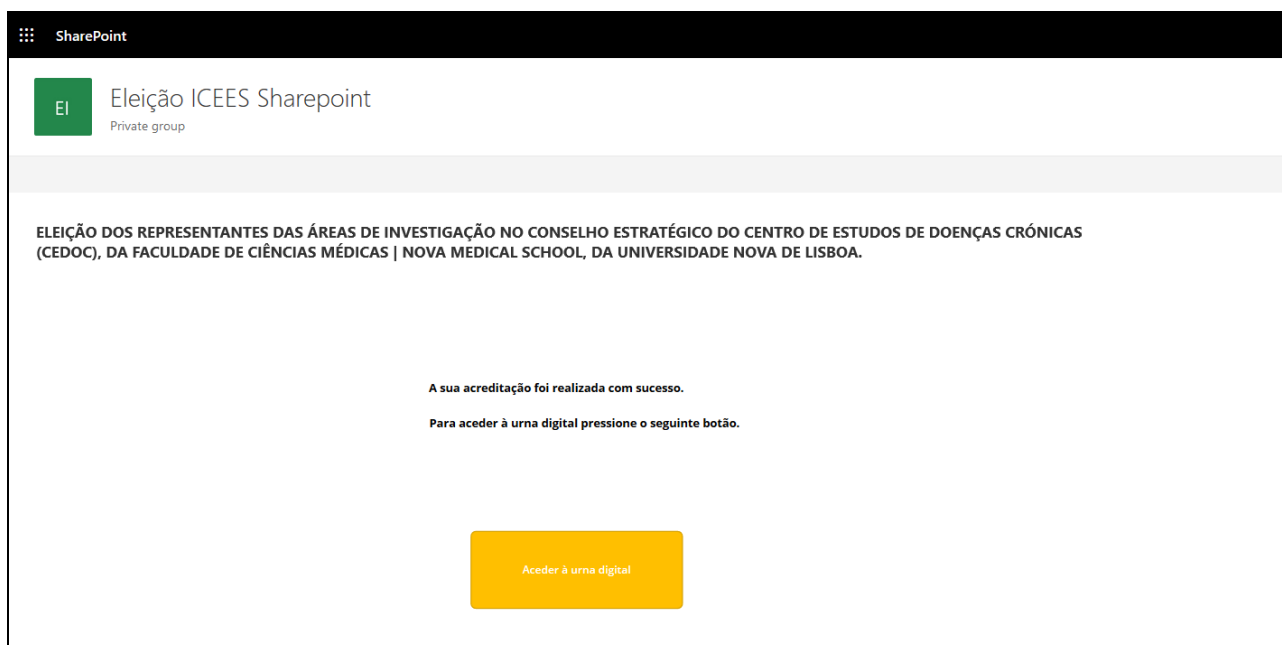 SharePoint
EI
Eleição ICEES Sharepoint
Private group
ELEIÇÃO DOS REPRESENTANTES DAS ÁREAS DE INVESTIGAÇÃO NO CONSELHO ESTRATÉGICO DO CENTRO DE ESTUDOS DE DOENÇAS CRÓNICAS
(CEDOC), DA FACULDADE DE CIÊNCIAS MÉDICAS | NOVA MEDICAL SCHOOL, DA UNIVERSIDADE NOVA DE LISBOA.
A sua acreditação foi realizada com sucesso.
Para aceder à urna digital pressione o seguinte botão.
Aceder à urna digital